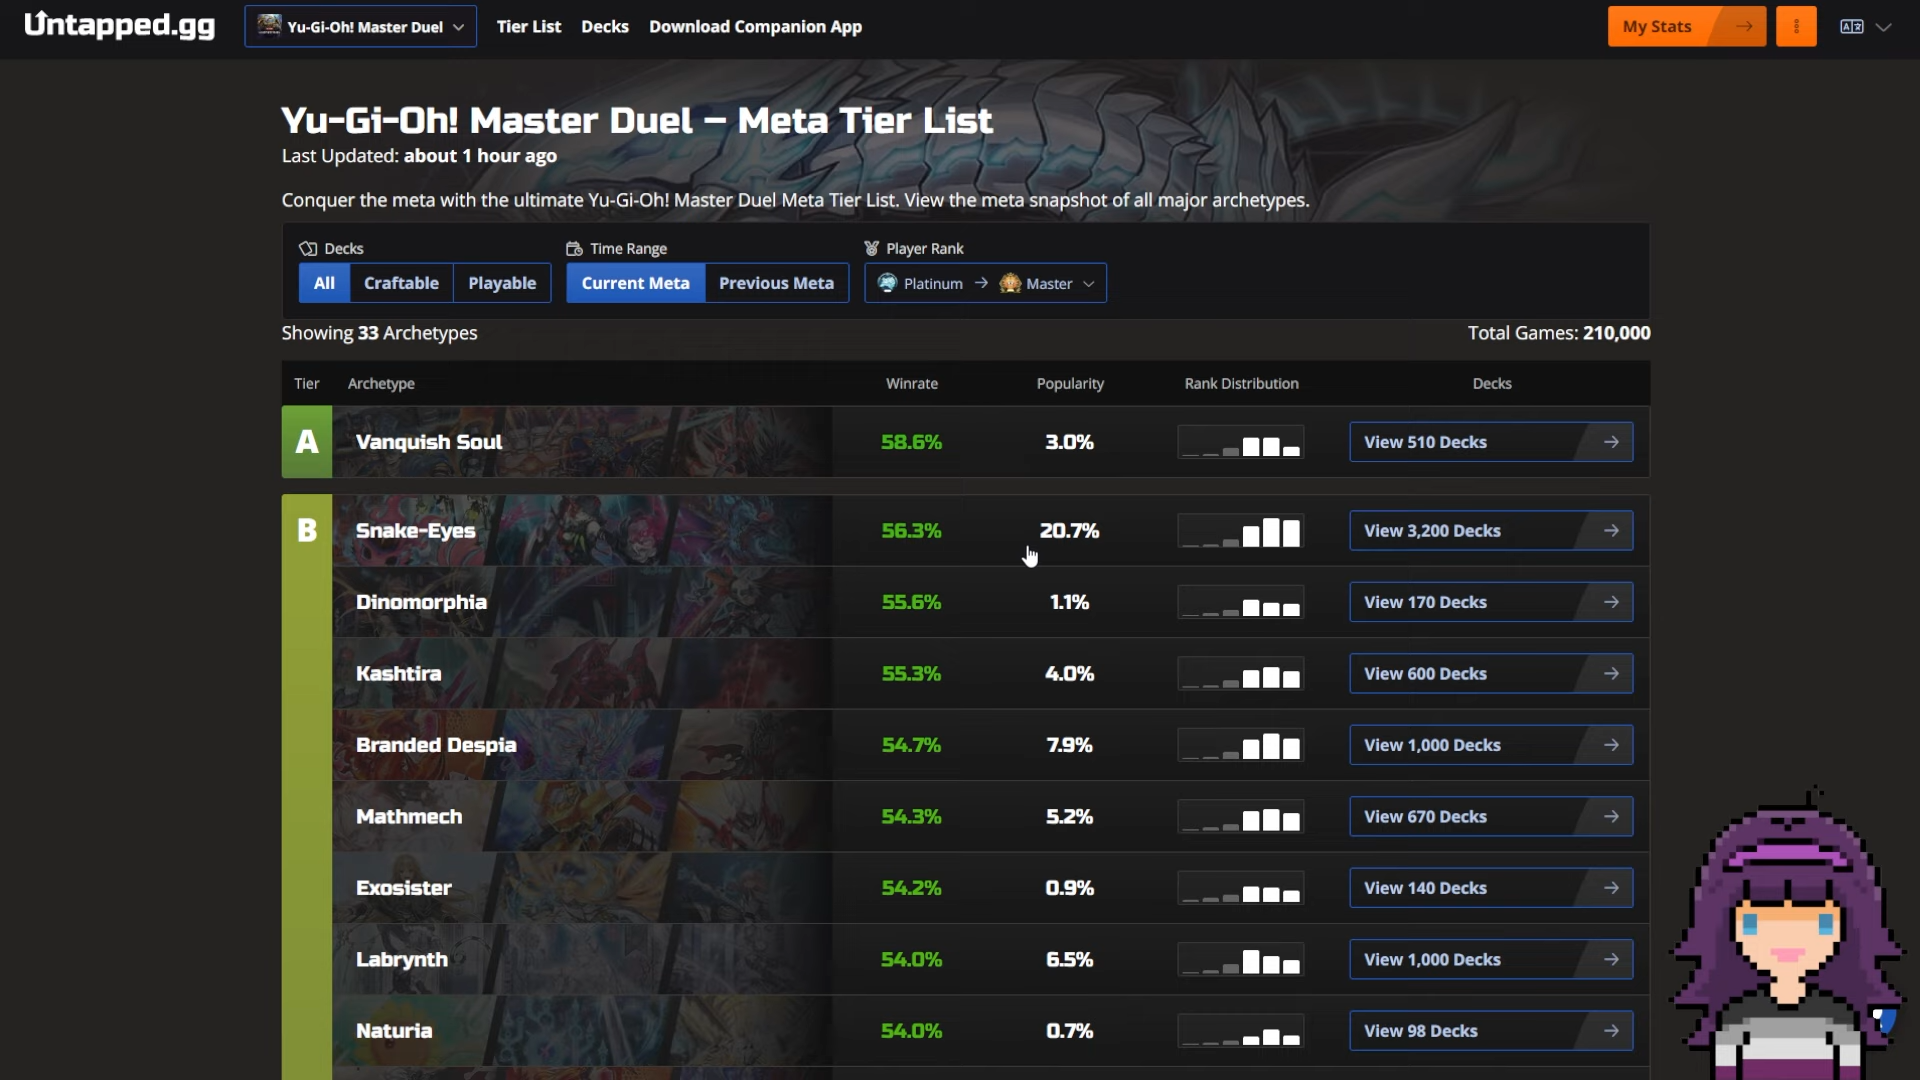 Untapped.gg
Yu-Gi-Oh! Master Duel
Tier List
Decks
Download Companion App
My Stats
Yu-Gi-Oh! Master Duel – Meta Tier List
Last Updated: about 1 hour ago
Conquer the meta with the ultimate Yu-Gi-Oh! Master Duel Meta Tier List. View the meta snapshot of all major archetypes.
Decks
Time Range
Player Rank
All
Craftable
Playable
Current Meta
Previous Meta
Platinum → Master
Showing 33 Archetypes
Total Games: 210,000
Tier Archetype Winrate Popularity Rank Distribution Decks
A Vanquish Soul 58.6% 3.0% View 510 Decks
B Snake-Eyes 56.3% 20.7% View 3,200 Decks
Dinomorphia 55.6% 1.1% View 170 Decks
Kashtira 55.3% 4.0% View 600 Decks
Branded Despia 54.7% 7.9% View 1,000 Decks
Mathmech 54.3% 5.2% View 670 Decks
Exosister 54.2% 0.9% View 140 Decks
Labrynth 54.0% 6.5% View 1,000 Decks
Naturia 54.0% 0.7% View 98 Decks